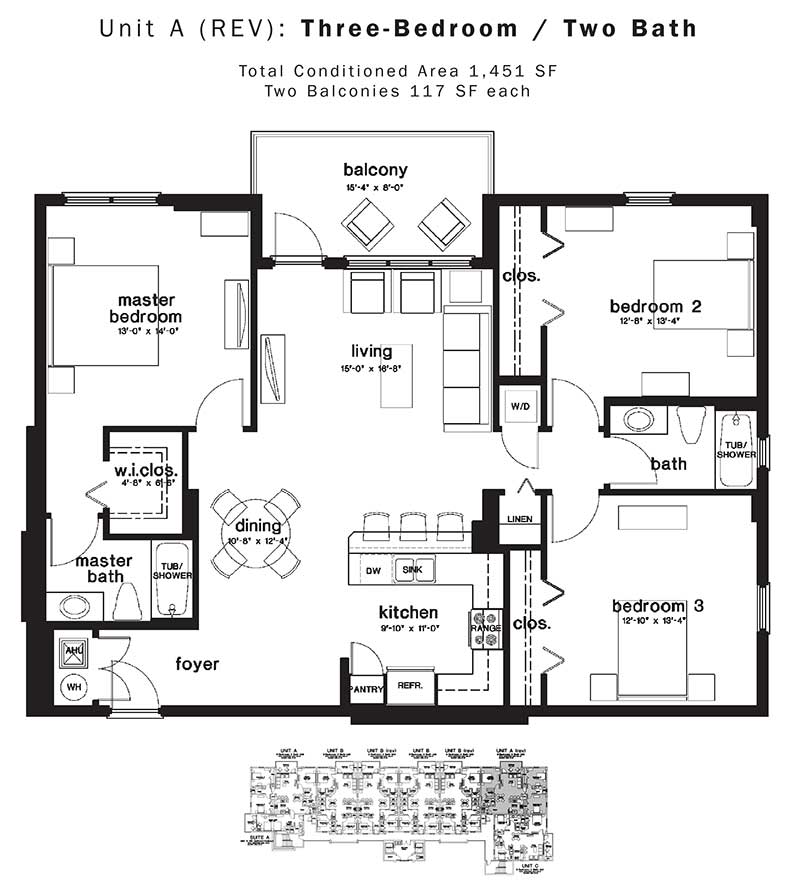 Unit A (REV): Three-Bedroom / Two Bath
Total Conditioned Area 1,451 SF
Two Balconies 117 SF each
balcony
15'-4" x 8'-0"
clos.
master
bedroom
13'-0" x 14'-0"
bedroom 2
12'-8" x 13'-4"
living
15'-0" x 16'-8"
W/D
TUB/
SHOWER
bath
w.i.clos.
4'-8" x 6'-8"
LINEN
dining
10'-8" x 12'-4"
master
bath
TUB/
SHOWER
DW
SINK
kitchen
9'-10" x 11'-0"
RANGE
clos.
bedroom 3
12'-10" x 13'-4"
AHU
WH
foyer
PANTRY
REFR.
UNIT A
UNIT B
UNIT B (rev)
UNIT B
UNIT B (rev)
UNIT A (rev)
SUITE A
UNIT C